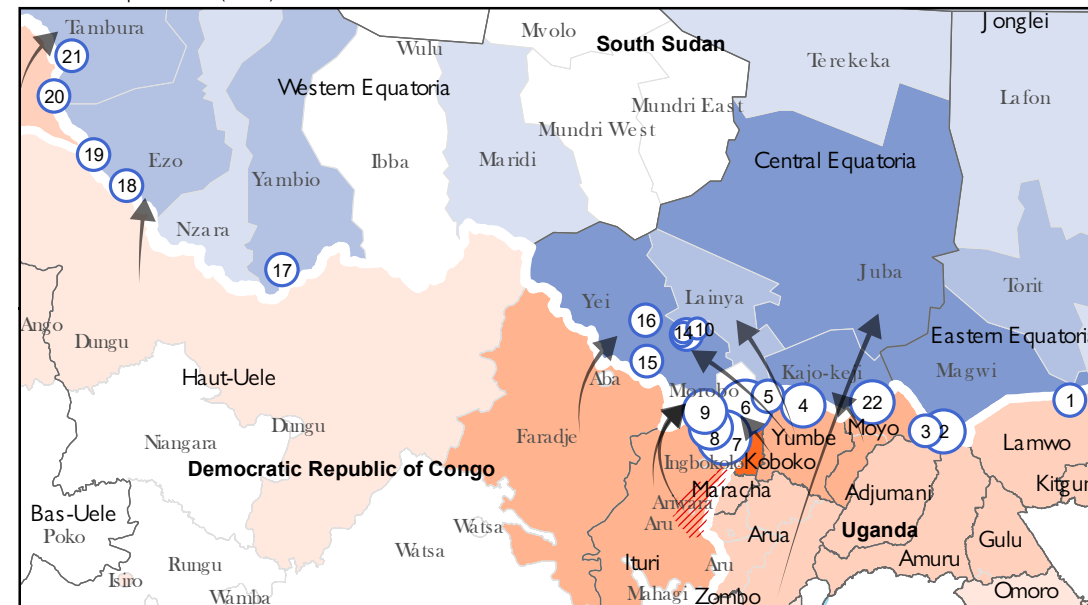 Tambura
Wulu
Mvolo
South Sudan
Jonglei
21
Terekeka
Western Equatoria
20
Mundri East
Lafon
Mundri West
19
Ezo
Ibba
Maridi
Central Equatoria
18
Yambio
Nzara
17
Juba
Yei
Lainya
Torit
16
14
10
Ango
Dungu
Eastern Equatoria
15
Aba
Kajo-keji
Magwi
Haut-Uele
Morobo
5
6
4
22
1
9
Dungu
Faradje
8
7
Yumbe
Moyo
3
2
Niangara
Lamwo
Democratic Republic of Congo
Ingbokolo
Koboko
Maracha
Adjumani
Bas-Uele
Ariwara
Poko
Watsa
Aru
Arua
Uganda
Gulu
Watsa
Amuru
Isiro
Rungu
Ituri
Aru
Wamba
Mahagi
Zombo
Omoro